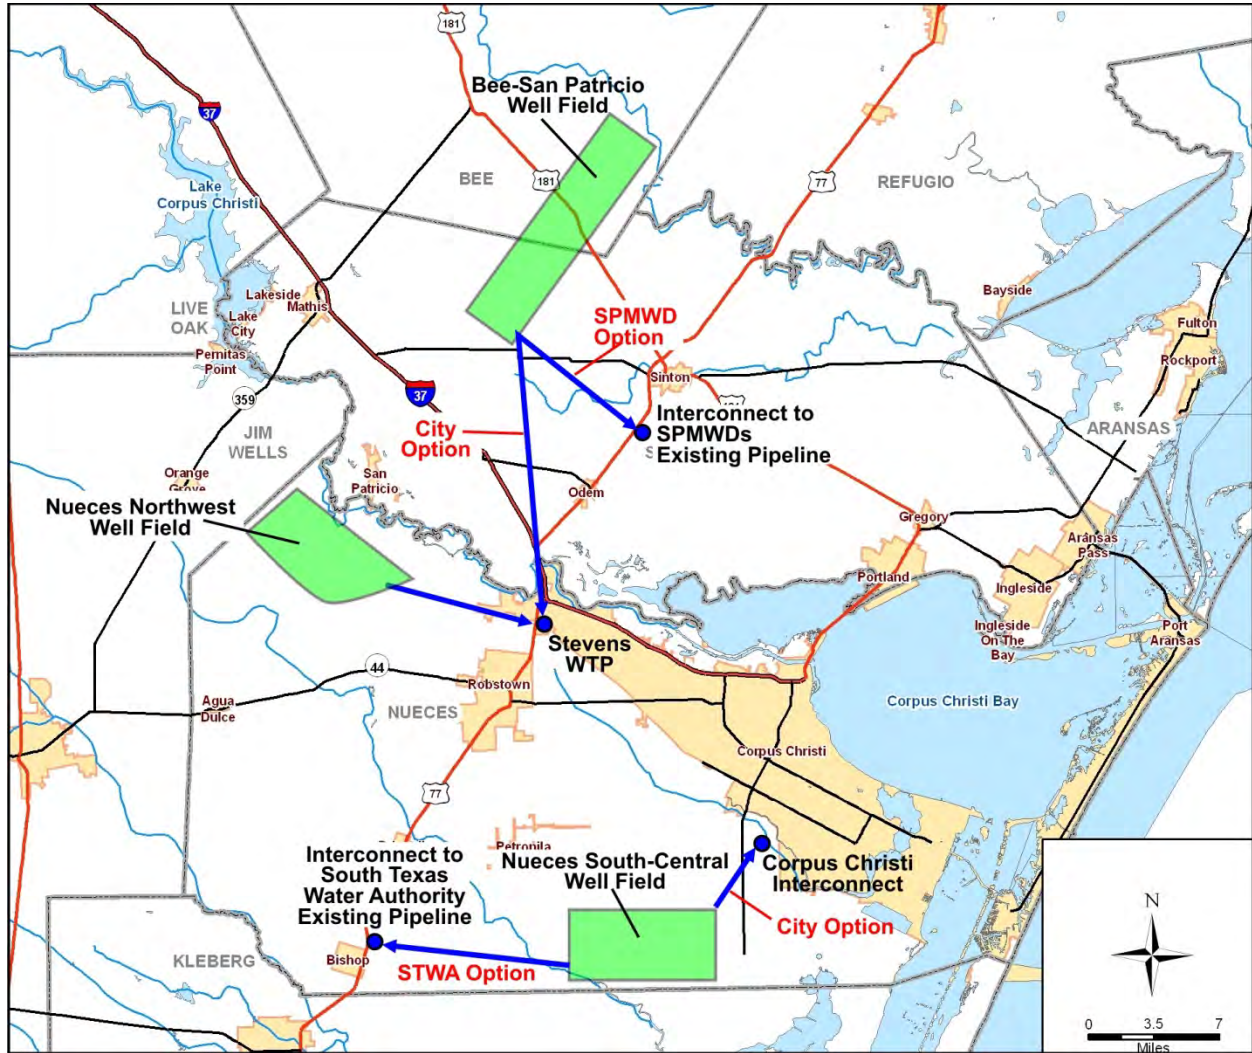 181
Bee-San Patricio
Well Field
37
BEE
181
77
REFUGIO
Lake
Corpus Christi
Lakeside
Mathis
LIVE
OAK
Lake
City
Pernitas
Point
SPMWD
Option
Bayside
Fulton
Rockport
Sinton
37
359
JIM
WELLS
City
Option
Interconnect to
SPMWDs
Existing Pipeline
ARANSAS
Orange
Grove
San
Patricio
Odem
Nueces Northwest
Well Field
Gregory
Aransas
Pass
Portland
Ingleside
Ingleside
On The
Bay
Port
Aransas
Stevens
WTP
44
Robstown
Agua
Dulce
NUECES
Corpus Christi Bay
Corpus Christi
77
Petronila
Interconnect to
South Texas
Water Authority
Existing Pipeline
Nueces South-Central
Well Field
Corpus Christi
Interconnect
City Option
KLEBERG
Bishop
STWA Option
N
0 3.5 7
Miles